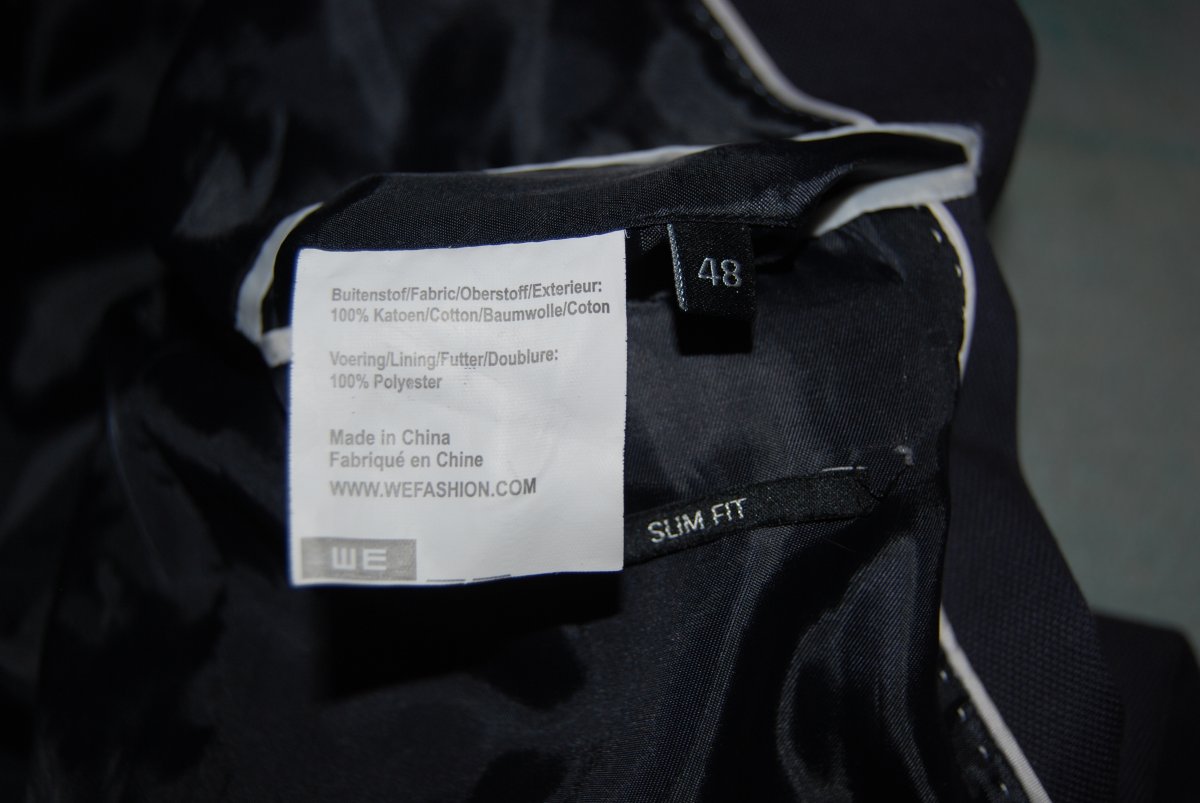 Buitenstof/Fabric/Oberstoff/Exterieur:
100% Katoen/Cotton/Baumwolle/Coton
Voering/Lining/Futter/Doublure:
100% Polyester
Made in China
Fabriqué en Chine
WWW.WEFASHION.COM
WE
48
SLIM FIT